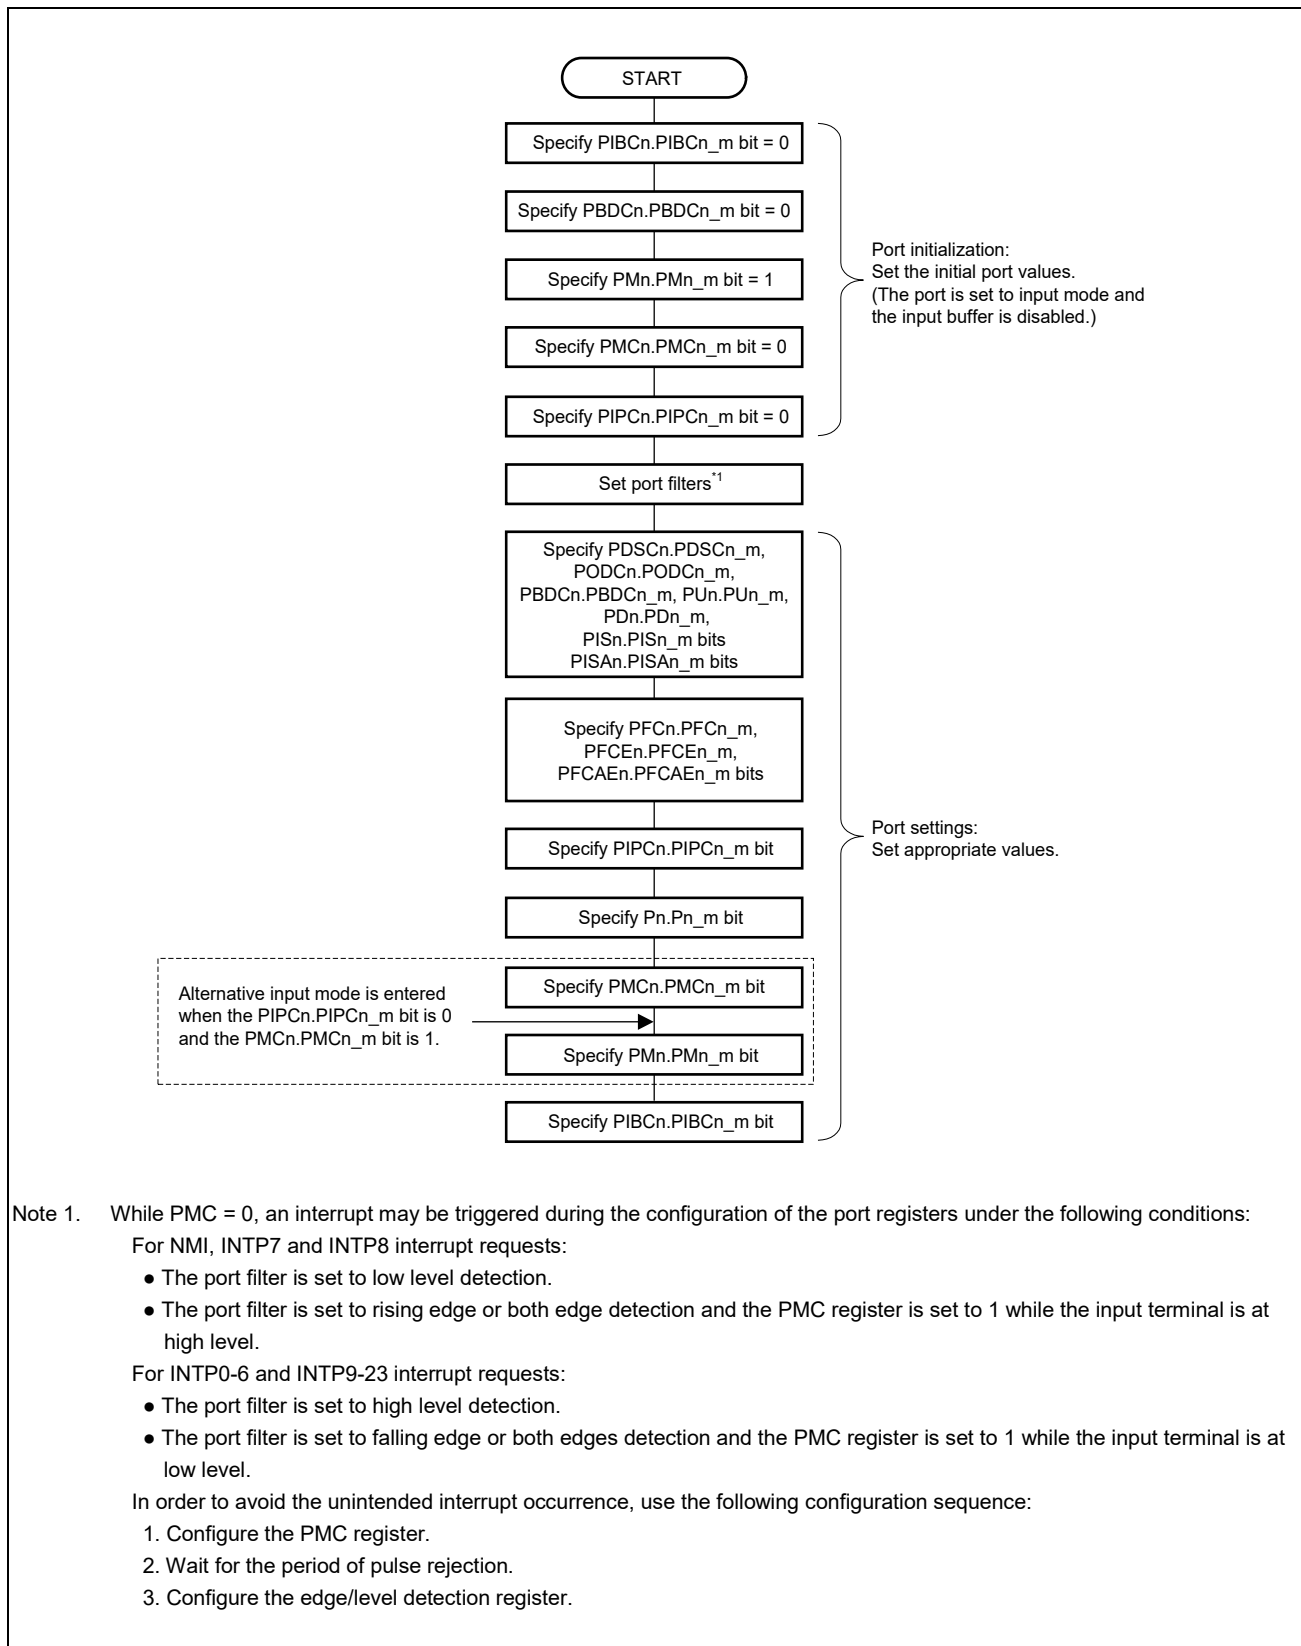 START
Specify PIBCn.PIBCn_m bit = 0
Specify PBDCn.PBDCn_m bit = 0
Specify PMn.PMn_m bit = 1
Specify PMCn.PMCn_m bit = 0
Specify PIPCn.PIPCn_m bit = 0
Port initialization:
Set the initial port values.
(The port is set to input mode and
the input buffer is disabled.)
Set port filters*1
Specify PDSCn.PDSCn_m,
PODCn.PODCn_m,
PBDCn.PBDCn_m, PUn.PUn_m,
PDn.PDn_m,
PISn.PISn_m bits
PISAn.PISAn_m bits
Specify PFCn.PFCn_m,
PFCEn.PFCEn_m,
PFCAEn.PFCAEn_m bits
Specify PIPCn.PIPCn_m bit
Port settings:
Set appropriate values.
Specify Pn.Pn_m bit
Specify PMCn.PMCn_m bit
Alternative input mode is entered
when the PIPCn.PIPCn_m bit is 0
and the PMCn.PMCn_m bit is 1.
Specify PMn.PMn_m bit
Specify PIBCn.PIBCn_m bit
Note 1. While PMC = 0, an interrupt may be triggered during the configuration of the port registers under the following conditions:
For NMI, INTP7 and INTP8 interrupt requests:
● The port filter is set to low level detection.
● The port filter is set to rising edge or both edge detection and the PMC register is set to 1 while the input terminal is at
high level.
For INTP0-6 and INTP9-23 interrupt requests:
● The port filter is set to high level detection.
● The port filter is set to falling edge or both edges detection and the PMC register is set to 1 while the input terminal is at
low level.
In order to avoid the unintended interrupt occurrence, use the following configuration sequence:
1. Configure the PMC register.
2. Wait for the period of pulse rejection.
3. Configure the edge/level detection register.